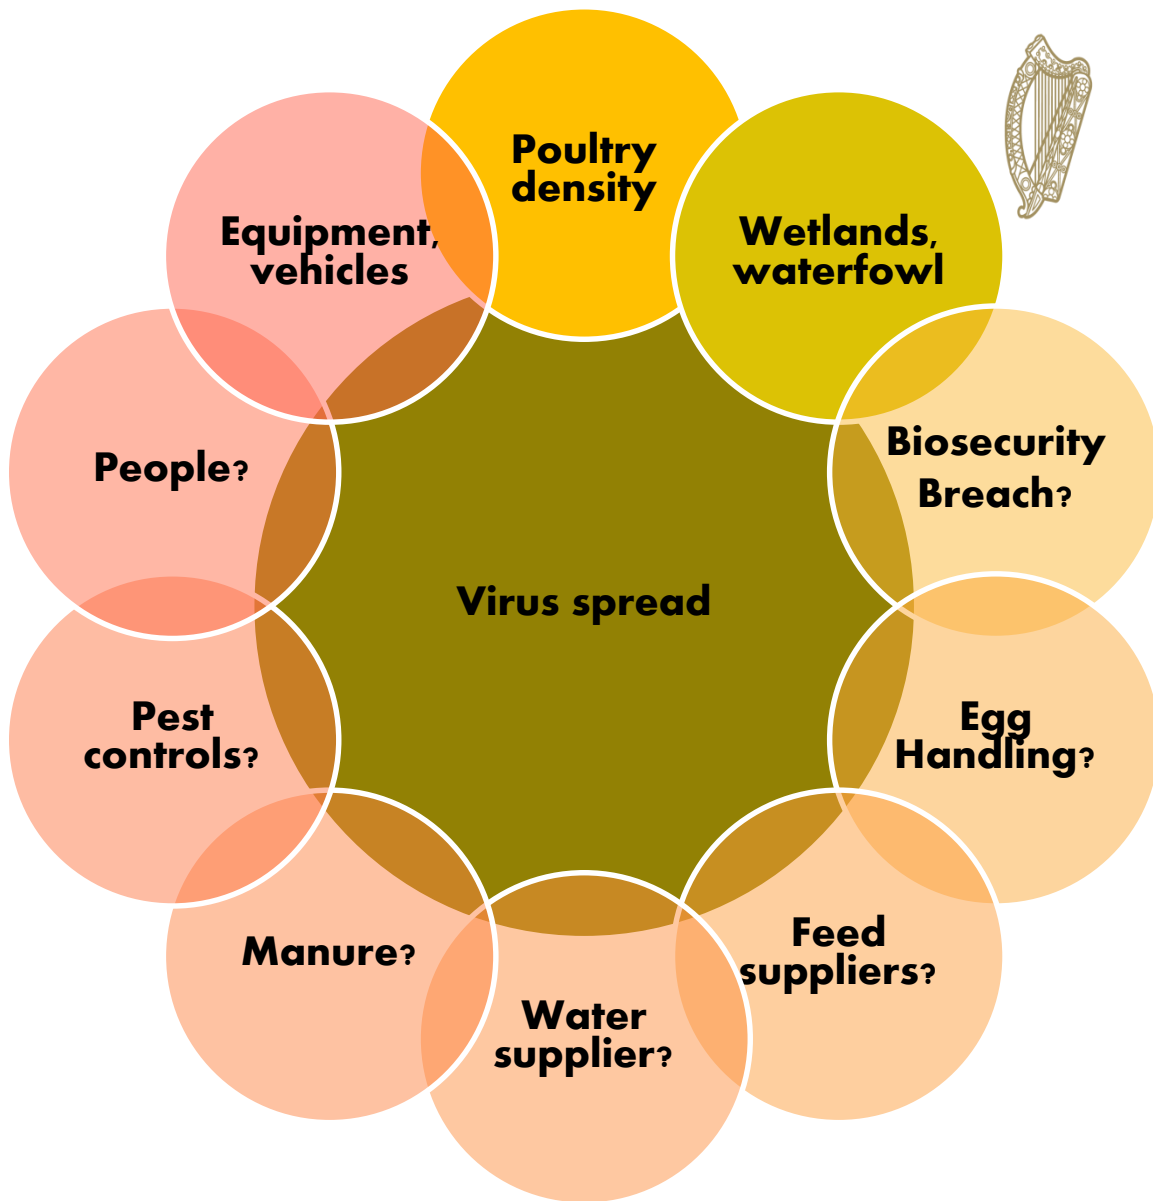 Poultry
density
Wetlands,
waterfowl
Biosecurity
Breach?
Egg
Handling?
Feed
suppliers?
Water
supplier?
Manure?
Pest
controls?
People?
Equipment,
vehicles
Virus spread